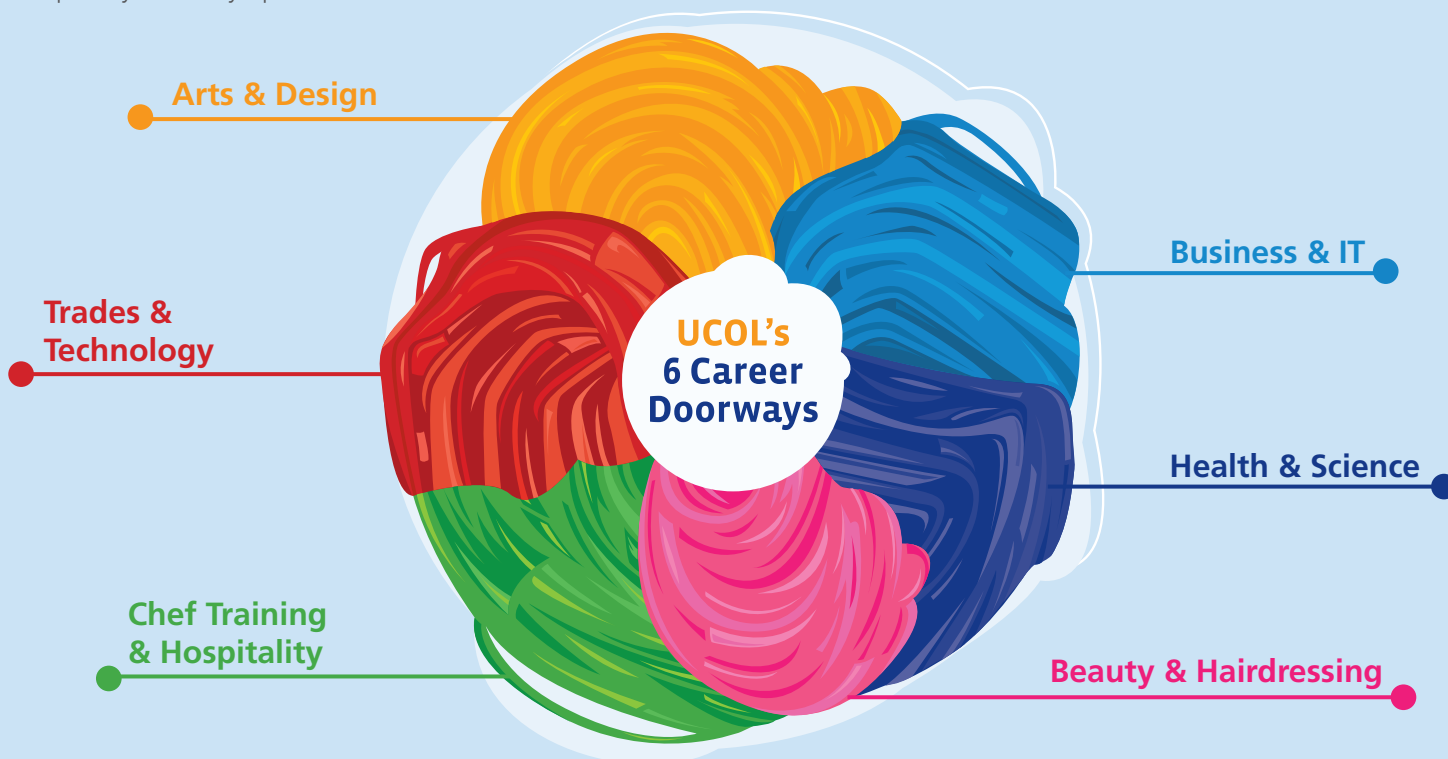 Arts & Design
Business & IT
Trades &
Technology
UCOL's
6 Career
Doorways
Health & Science
Chef Training
& Hospitality
Beauty & Hairdressing